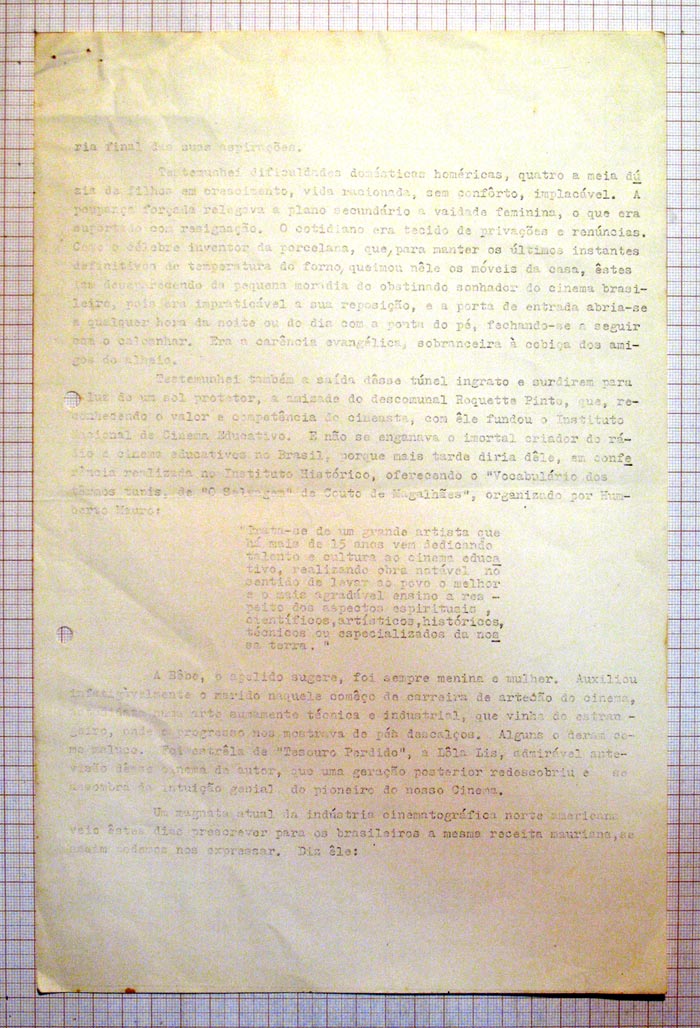 ria final das suas aspirações.
Testemunhei dificuldades domésticas homéricas, quatro a meia dú
zia de filhos em crescimento, vida racionada, sem confôrto, implacável. A
poupança forçada relegava a plano secundário a vaidade feminina, o que era
suportado com resignação. O cotidiano era tecido de privações e renúncias.
Como o célebre inventor da porcelana, que, para manter os últimos instantes
definitivos de temperatura do forno, queimou nêle os móveis da casa, êstes
iam desaparecendo da pequena moradia do obstinado sonhador do cinema brasi-
leiro, pois era impraticável a sua reposição, e a porta de entrada abria-se
a qualquer hora da noite ou do dia com a ponta do pé, fechando-se a seguir
com o calcanhar. Era a carência evangélica, sobranceira à cobiça dos ami-
gos do alheio.
Testemunhei também a saída dêsse túnel ingrato e surdirem para
a luz de um sol protetor, a amizade do descomunal Roquette Pinto, que, re-
conhecendo o valor e competência do cineasta, com êle fundou o Instituto
Nacional de Cinema Educativo. E não se enganava o imortal criador do rá-
dio e cinema educativos no Brasil, porque mais tarde diria dêle, em confe
rência realizada no Instituto Histórico, oferecendo o "Vocabulário dos
têrmos tupis, de "O Selvagem" de Couto de Magalhães", organizado por Hum-
berto Mauro:
"Trata-se de um grande artista que
há mais de 15 anos vem dedicando
talento e cultura ao cinema educa
tivo, realizando obra notável no
sentido de levar ao povo o melhor
e o mais agradável ensino a res -
peito dos aspectos espirituais ,
científicos,artísticos,históricos,
técnicos ou especializados da nos
sa terra. "
A Bêbe, o apelido sugere, foi sempre menina e mulher. Auxiliou
infatigàvelmente o marido naquele comêço de carreira de artesão do cinema,
numa arte sumamente técnica e industrial, que vinha do estran -
geiro, onde o progresso nos mostrava de pés descalços. Alguns o deram co-
mo maluco. Foi estrêla de "Tesouro Perdido", a Lôla Lis, admirável ante-
visão dêsse cinema de autor, que uma geração posterior redescobriu e se
assombra da intuição genial do pioneiro do nosso Cinema.
Um magnata atual da indústria cinematográfica norte americana
veio êstes dias prescrever para os brasileiros a mesma receita mauriana,se
assim podemos nos expressar. Diz êle: